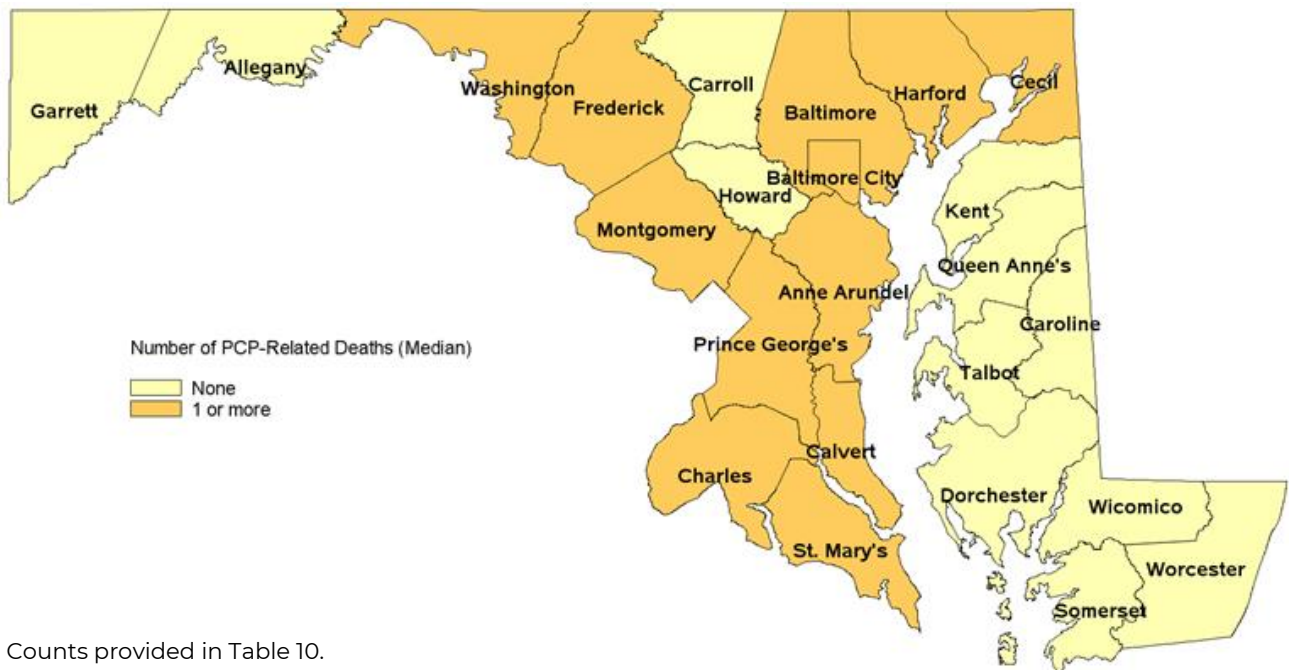 Garrett
Allegany
Washington
Frederick
Carroll
Baltimore
Harford
Cecil
Baltimore City
Howard
Montgomery
Kent
Queen Anne's
Anne Arundel
Caroline
Prince George's
Talbot
Number of PCP-Related Deaths (Median)
None
1 or more
Calvert
Charles
Dorchester
Wicomico
St. Mary's
Worcester
Somerset
Counts provided in Table 10.